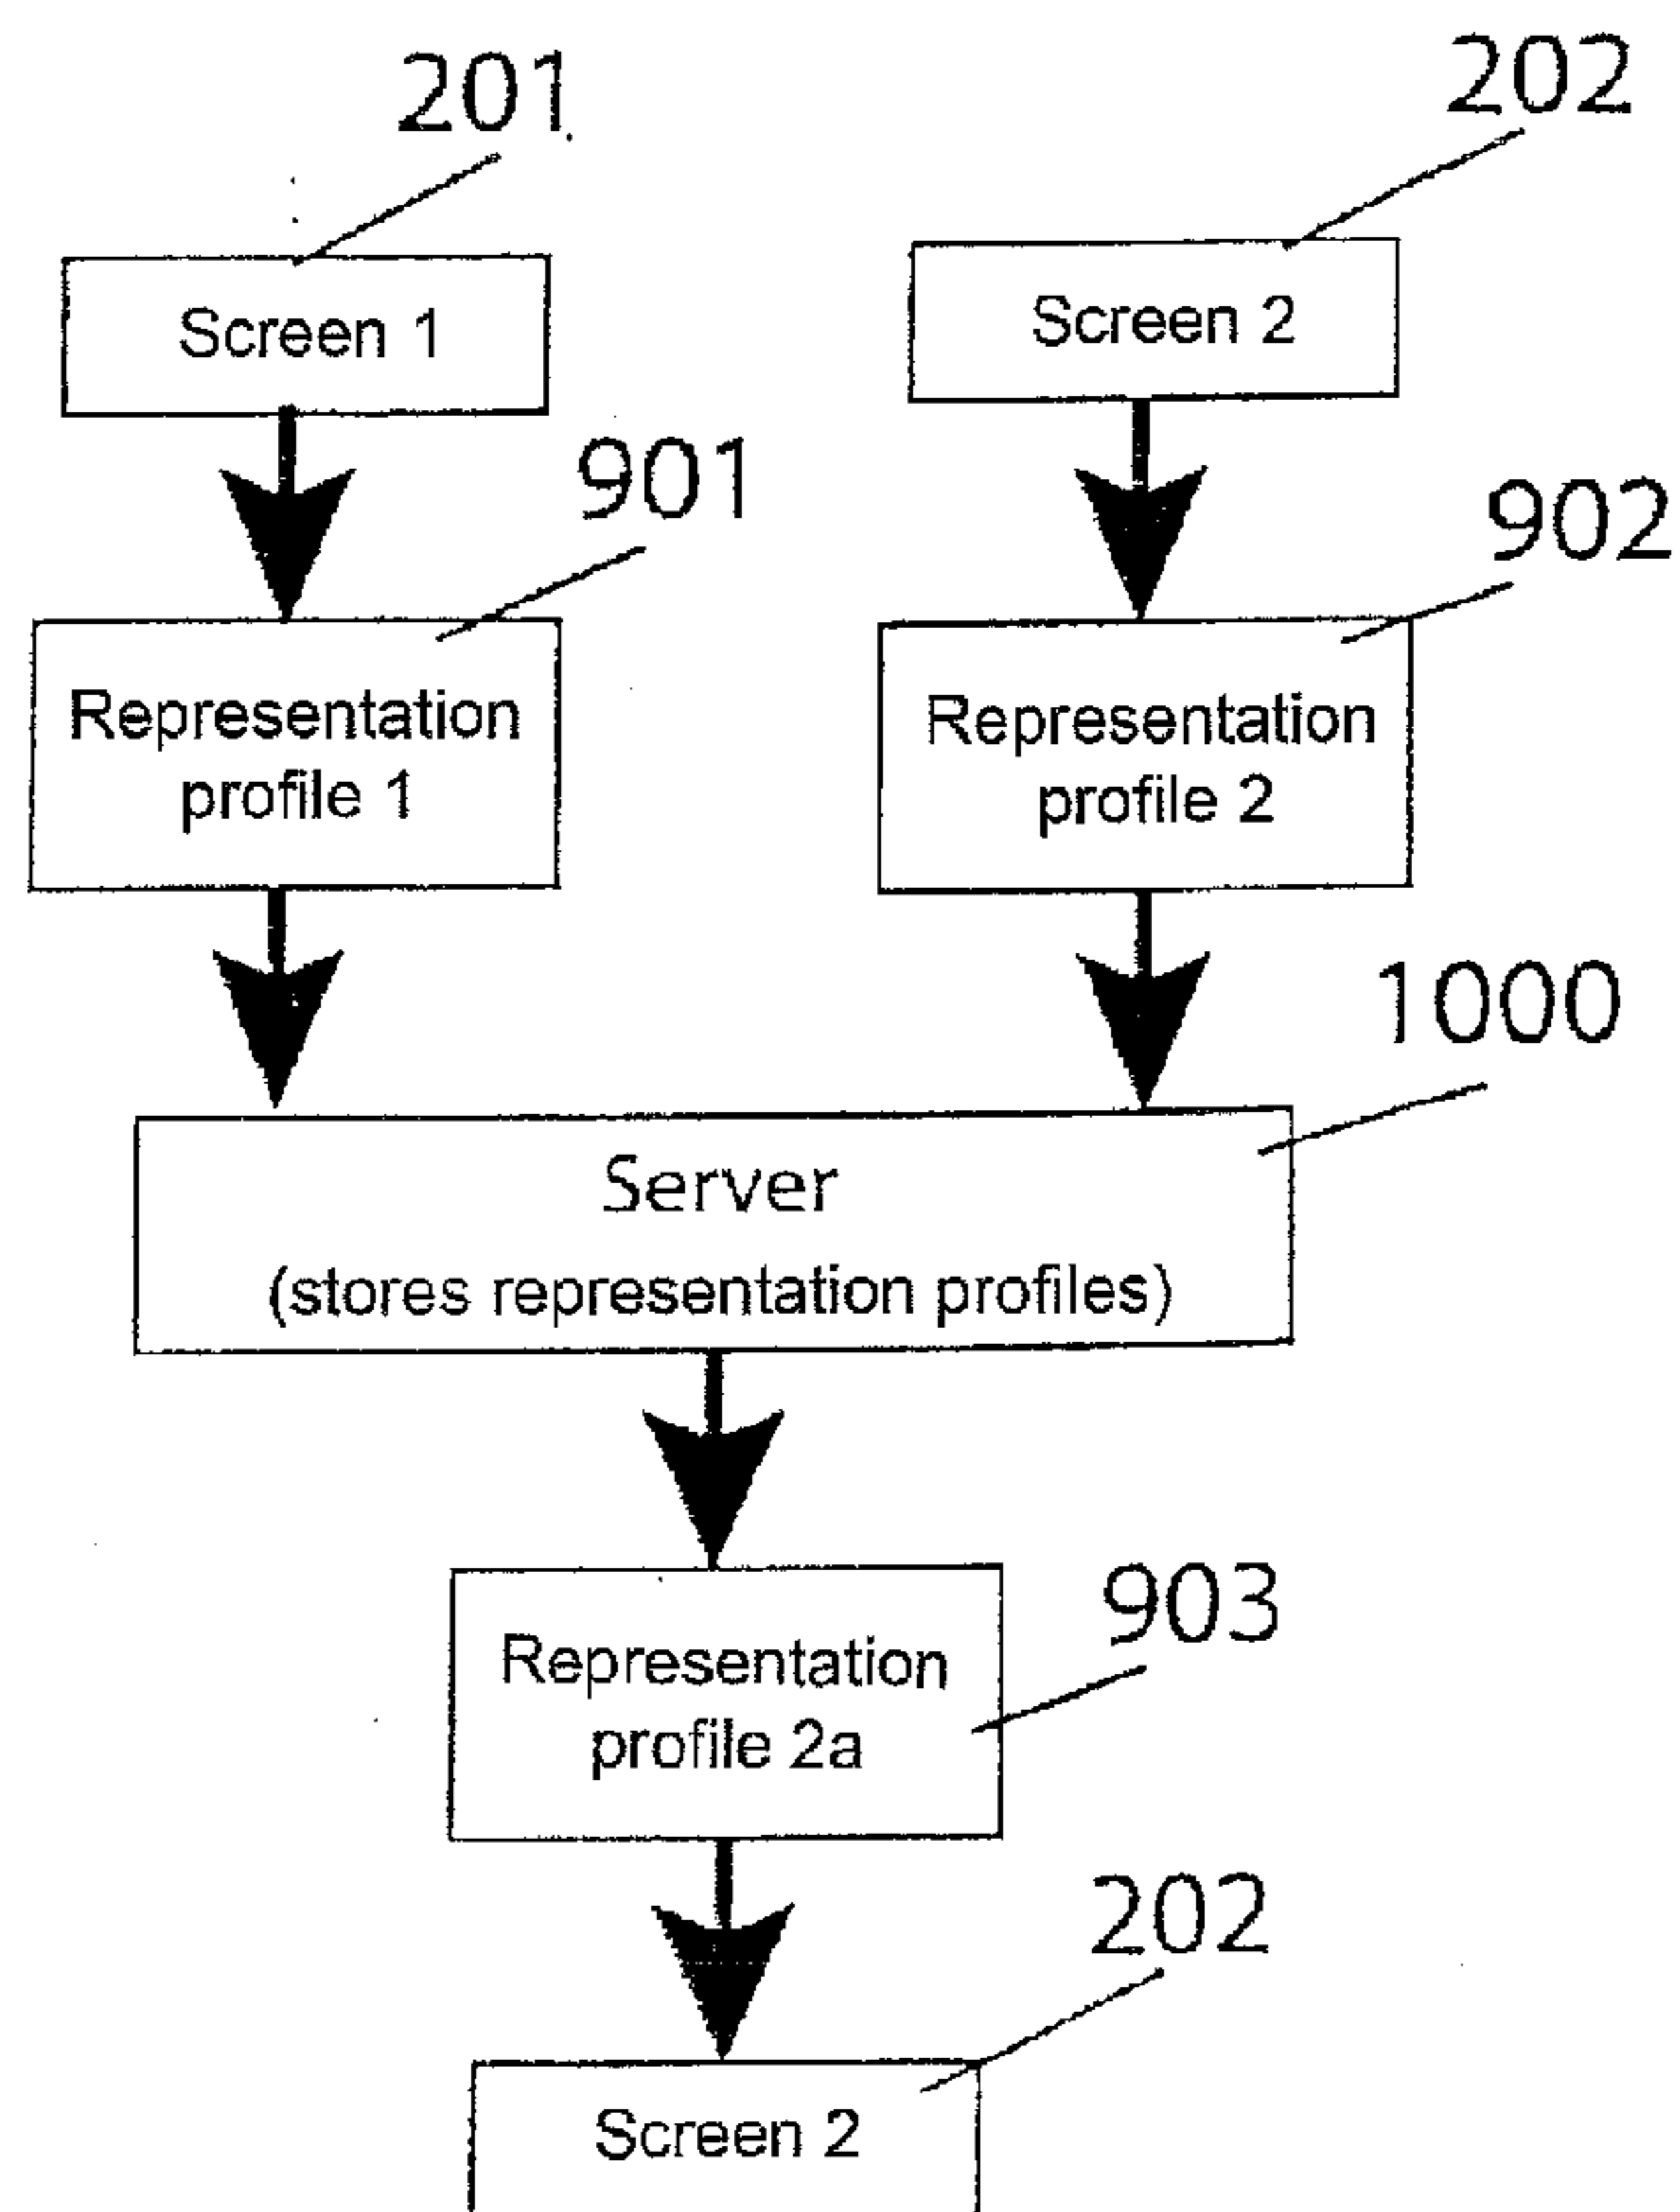 201
202
Screen 1
Screen 2
901
902
Representation
profile 1
Representation
profile 2
1000
Server
(stores representation profiles)
903
Representation
profile 2a
202
Screen 2